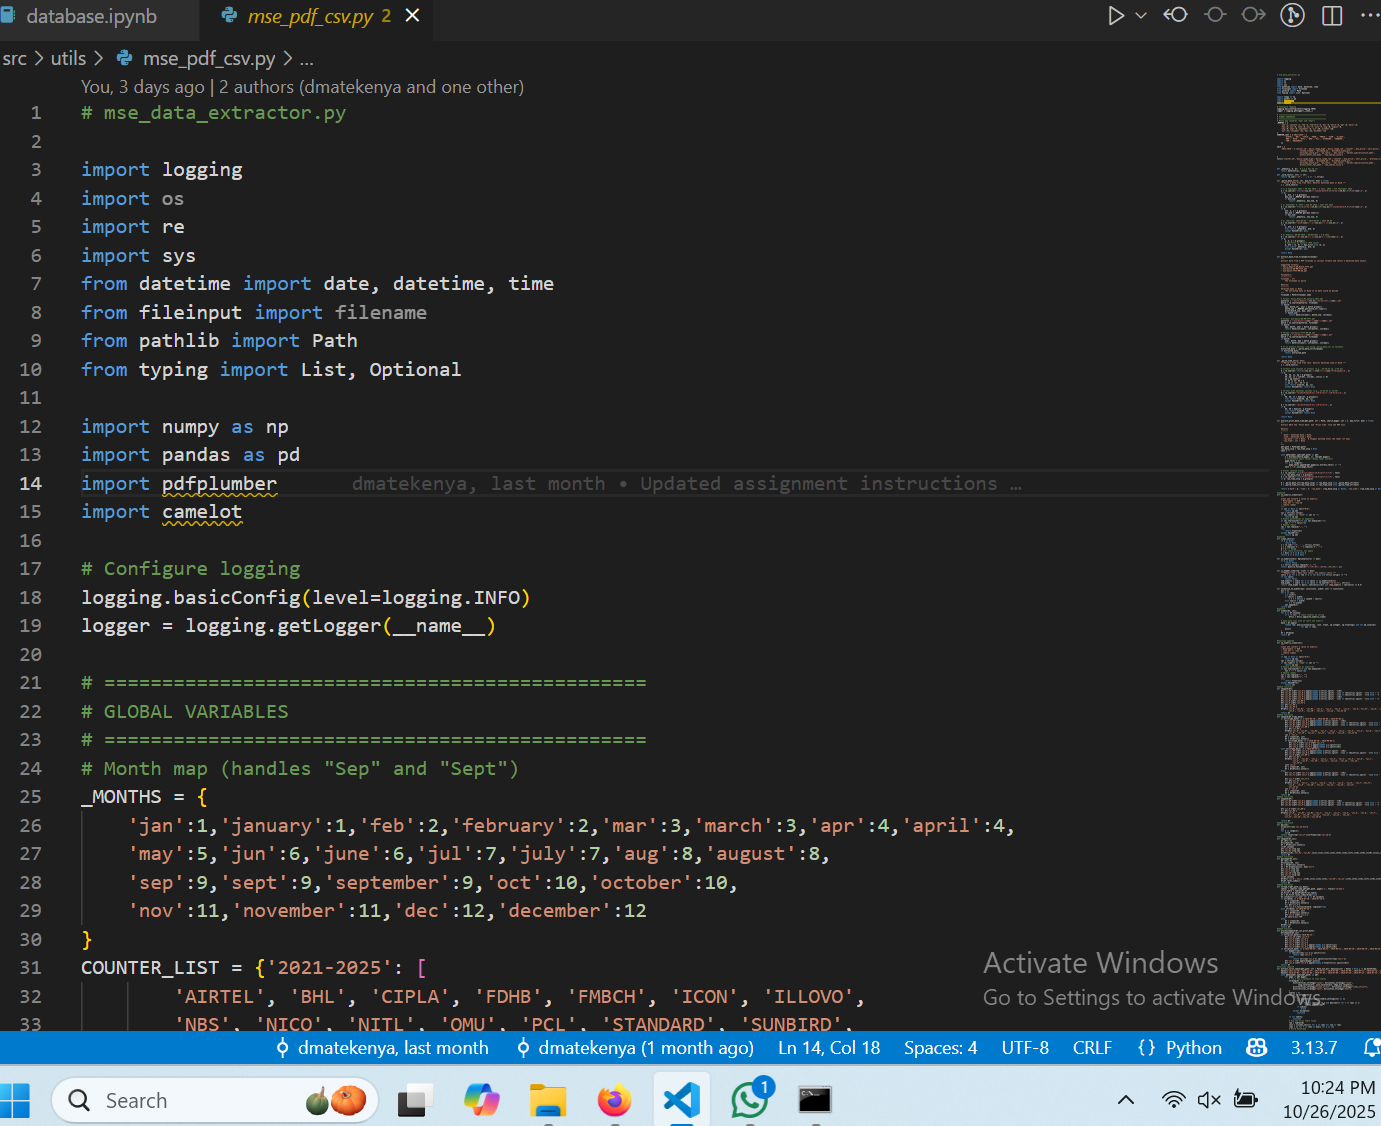 database.ipynb
mse_pdf_csv.py 2
src > utils > mse_pdf_csv.py > ...
You, 3 days ago | 2 authors (dmatekenya and one other)
1 # mse_data_extractor.py
2
3 import logging
4 import os
5 import re
6 import sys
7 from datetime import date, datetime, time
8 from fileinput import filename
9 from pathlib import Path
10 from typing import List, Optional
11
12 import numpy as np
13 import pandas as pd
14 import pdfplumber dmatekenya, last month • Updated assignment instructions …
15 import camelot
16
17 # Configure logging
18 logging.basicConfig(level=logging.INFO)
19 logger = logging.getLogger(__name__)
20
21 # ===============================================
22 # GLOBAL VARIABLES
23 # ===============================================
24 # Month map (handles "Sep" and "Sept")
25 _MONTHS = {
26 'jan':1,'january':1,'feb':2,'february':2,'mar':3,'march':3,'apr':4,'april':4,
27 'may':5,'jun':6,'june':6,'jul':7,'july':7,'aug':8,'august':8,
28 'sep':9,'sept':9,'september':9,'oct':10,'october':10,
29 'nov':11,'november':11,'dec':12,'december':12
30 }
31 COUNTER_LIST = {'2021-2025': [
32 'AIRTEL', 'BHL', 'CIPLA', 'FDHB', 'FMBCH', 'ICON', 'ILLOVO',
33 'NBS', 'NICO', 'NITL', 'OMU', 'PCL', 'STANDARD', 'SUNBIRD',
Activate Windows
Go to Settings to activate Windows.
dmatekenya, last month dmatekenya (1 month ago) Ln 14, Col 18 Spaces: 4 UTF-8 CRLF {} Python 3.13.7
Search
1
10:24 PM
10/26/2025